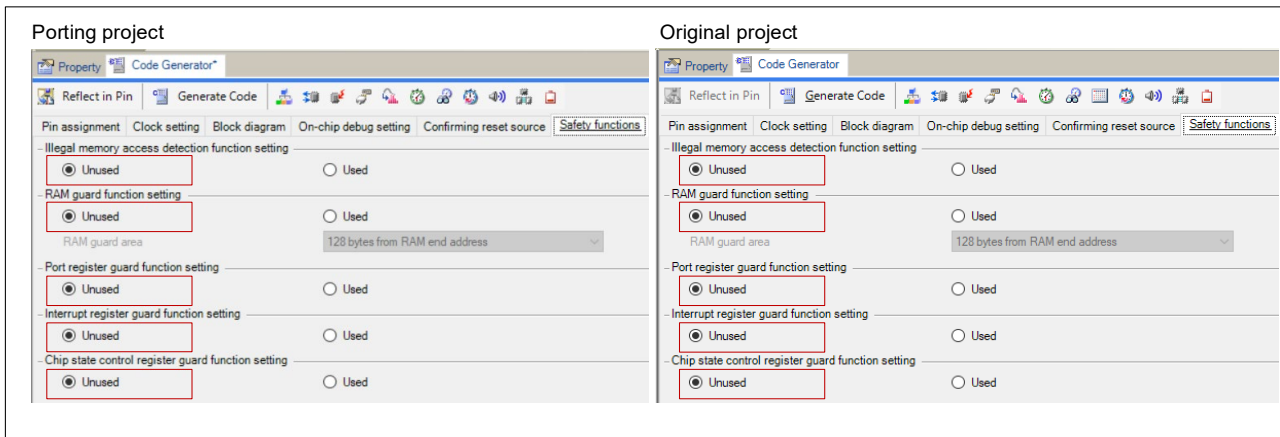 Porting project
Property Code Generator*
Reflect in Pin Generate Code
Pin assignment Clock setting Block diagram On-chip debug setting Confirming reset source Safety functions
Illegal memory access detection function setting
Unused Used
RAM guard function setting
Unused Used
RAM guard area 128 bytes from RAM end address
Port register guard function setting
Unused Used
Interrupt register guard function setting
Unused Used
Chip state control register guard function setting
Unused Used
Original project
Property Code Generator
Reflect in Pin Generate Code
Pin assignment Clock setting Block diagram On-chip debug setting Confirming reset source Safety functions
Illegal memory access detection function setting
Unused Used
RAM guard function setting
Unused Used
RAM guard area 128 bytes from RAM end address
Port register guard function setting
Unused Used
Interrupt register guard function setting
Unused Used
Chip state control register guard function setting
Unused Used